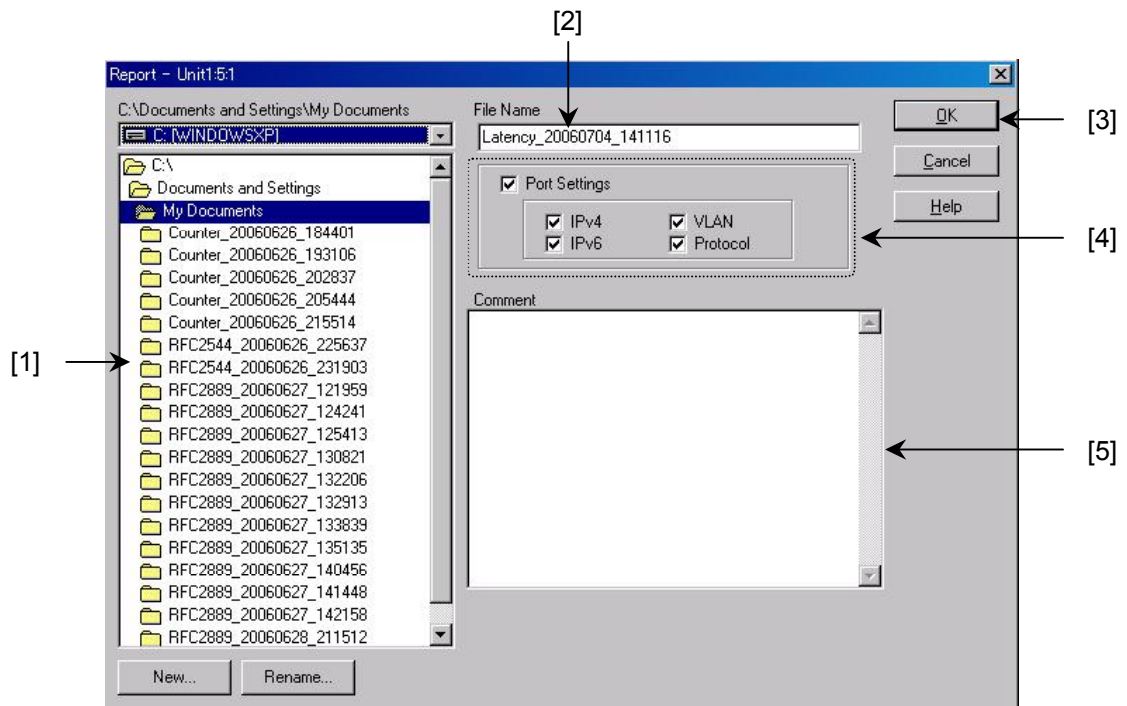 [2]
Report - Unit1:5:1
C:\Documents and Settings\My Documents
C: [WINDOWSXP]
C:\
Documents and Settings
My Documents
Counter_20060626_184401
Counter_20060626_193106
Counter_20060626_202837
Counter_20060626_205444
Counter_20060626_215514
RFC2544_20060626_225637
RFC2544_20060626_231903
RFC2889_20060627_121959
RFC2889_20060627_124241
RFC2889_20060627_125413
RFC2889_20060627_130821
RFC2889_20060627_132206
RFC2889_20060627_132913
RFC2889_20060627_133839
RFC2889_20060627_135135
RFC2889_20060627_140456
RFC2889_20060627_141448
RFC2889_20060627_142158
RFC2889_20060628_211512
New...
Rename...
[1]
File Name
Latency_20060704_141116
Port Settings
IPv4
VLAN
IPv6
Protocol
Comment
OK
Cancel
Help
[3]
[4]
[5]